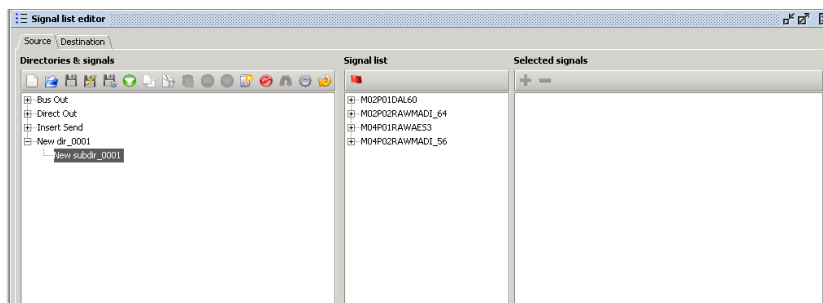 Signal list editor
Source
Destination
Directories & signals
Signal list
Selected signals
Bus Out
Direct Out
Insert Send
New dir_0001
New subdir_0001
M02P01DAL60
M02P02RAWMADI_64
M04P01RAWAES3
M04P02RAWMADI_56